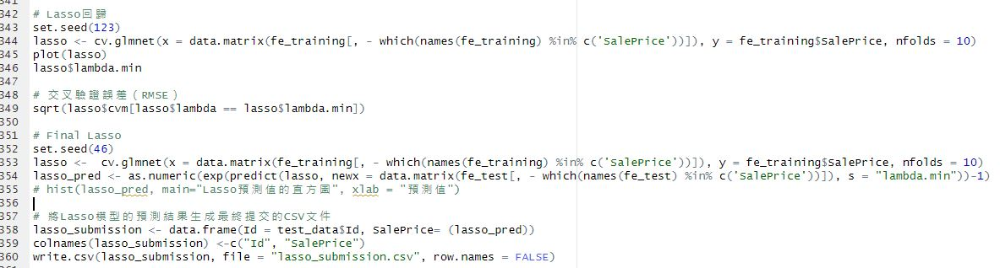 342 # Lasso回歸
343 set.seed(123)
344 lasso <- cv.glmnet(x = data.matrix(fe_training[, - which(names(fe_training) %in% c('SalePrice'))]), y = fe_training$SalePrice, nfolds = 10)
345 plot(lasso)
346 lasso$lambda.min
347
348 # 交叉驗證誤差（RMSE）
349 sqrt(lasso$cvm[lasso$lambda == lasso$lambda.min])
350
351 # Final Lasso
352 set.seed(46)
353 lasso <-  cv.glmnet(x = data.matrix(fe_training[, - which(names(fe_training) %in% c('SalePrice'))]), y = fe_training$SalePrice, nfolds = 10)
354 lasso_pred <- as.numeric(exp(predict(lasso, newx = data.matrix(fe_test[, - which(names(fe_test) %in% c('SalePrice'))]), s = "lambda.min"))-1)
355 # hist(lasso_pred, main="Lasso預測值的直方圖", xlab = "預測值")
356
357 # 將Lasso模型的預測結果生成最終提交的CSV文件
358 lasso_submission <- data.frame(Id = test_data$Id, SalePrice= (lasso_pred))
359 colnames(lasso_submission) <-c("Id", "SalePrice")
360 write.csv(lasso_submission, file = "lasso_submission.csv", row.names = FALSE)